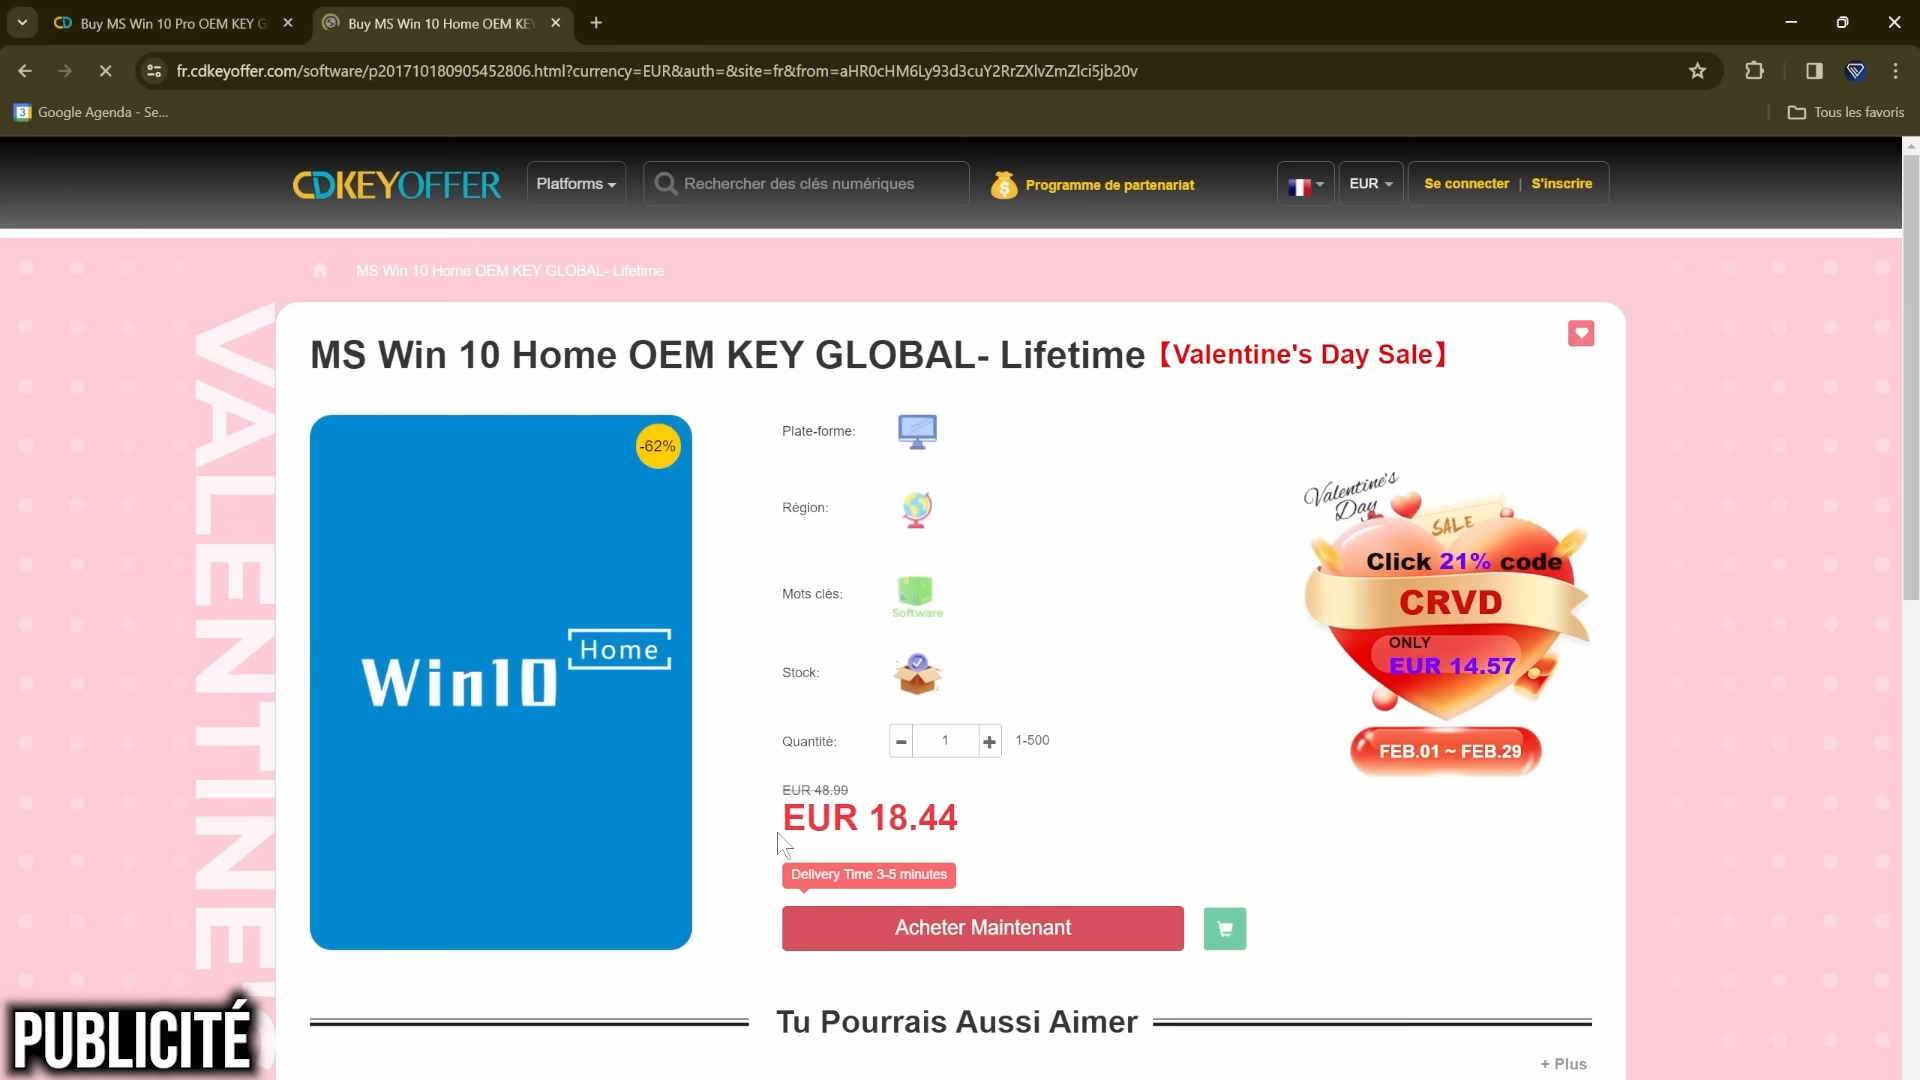 Buy MS Win 10 Pro OEM KEY G
Buy MS Win 10 Home OEM KE
fr.cdkeyoffer.com/software/p201710180905452806.html?currency=EUR&auth=&site=fr&from=aHR0cHM6Ly93d3cuY2RrZXlvZmZlci5jb20v
3
Google Agenda - Se...
Tous les favoris
CDKEYOFFER
Platforms
Rechercher des clés numériques
$
Programme de partenariat
EUR
Se connecter | S'inscrire
MS Win 10 Home OEM KEY GLOBAL- Lifetime
MS Win 10 Home OEM KEY GLOBAL- Lifetime【Valentine's Day Sale】
VALENTINE'S
-62%
Win10 Home
Plate-forme:
Région:
Mots clés:
Software
Stock:
Quantité:
- 1 + 1-500
EUR 48.99
EUR 18.44
Delivery Time 3-5 minutes
Acheter Maintenant
Valentine's
Day
SALE
Click 21% code
CRVD
ONLY
EUR 14.57
FEB.01 ~ FEB.29
Tu Pourrais Aussi Aimer
+ Plus
PUBLICITÉ